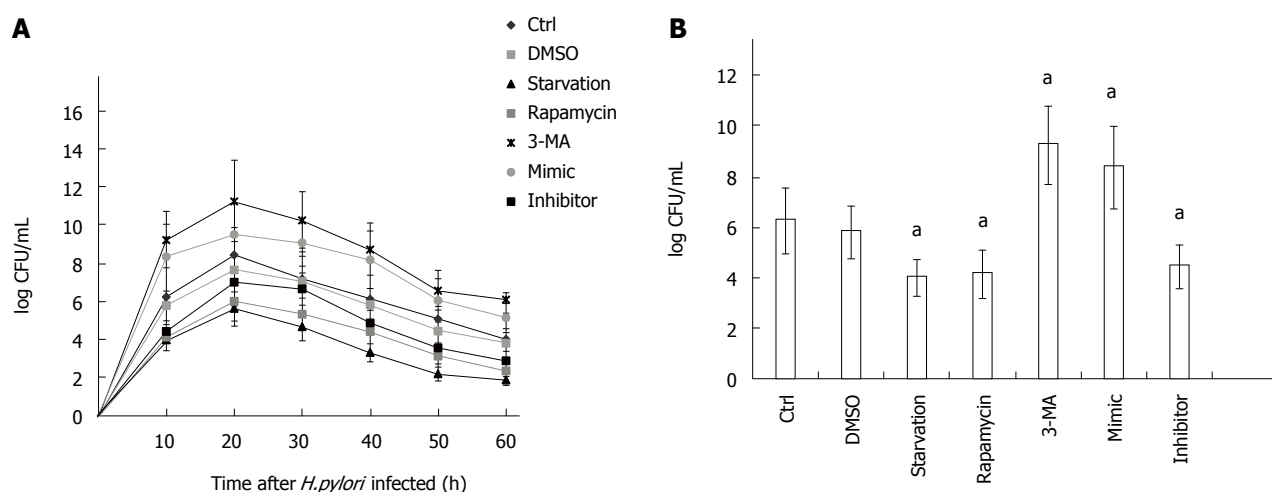 A
Ctrl
DMSO
Starvation
Rapamycin
3-MA
Mimic
Inhibitor
log CFU/mL
16
14
12
10
8
6
4
2
0
10 20 30 40 50 60
Time after H.pylori infected (h)
B
log CFU/mL
12
10
8
6
4
2
0
a
a
a
a
a
Ctrl
DMSO
Starvation
Rapamycin
3-MA
Mimic
Inhibitor